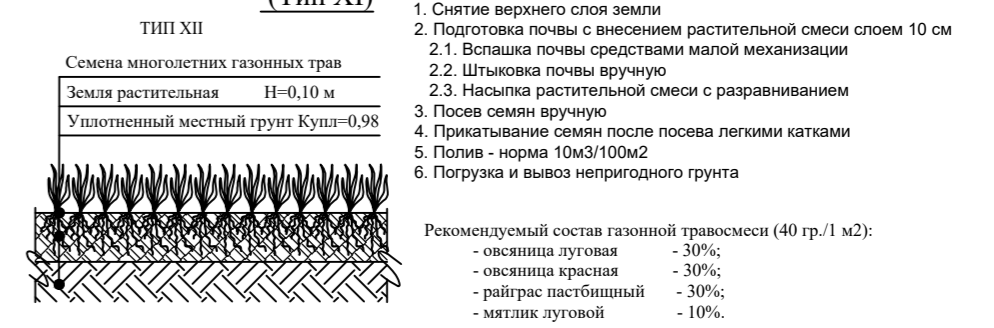 (Тип XI)
ТИП XII
Семена многолетних газонных трав
Земля растительная Н=0,10 м
Уплотненный местный грунт Купл=0,98
1. Снятие верхнего слоя земли
2. Подготовка почвы с внесением растительной смеси слоем 10 см
2.1. Вспашка почвы средствами малой механизации
2.2. Штыковка почвы вручную
2.3. Насыпка растительной смеси с разравниванием
3. Посев семян вручную
4. Прикатывание семян после посева легкими катками
5. Полив - норма 10м3/100м2
6. Погрузка и вывоз непригодного грунта
Рекомендуемый состав газонной травосмеси (40 гр./1 м2):
- овсяница луговая - 30%;
- овсяница красная - 30%;
- райграс пастбищный - 30%;
- мятлик луговой - 10%.